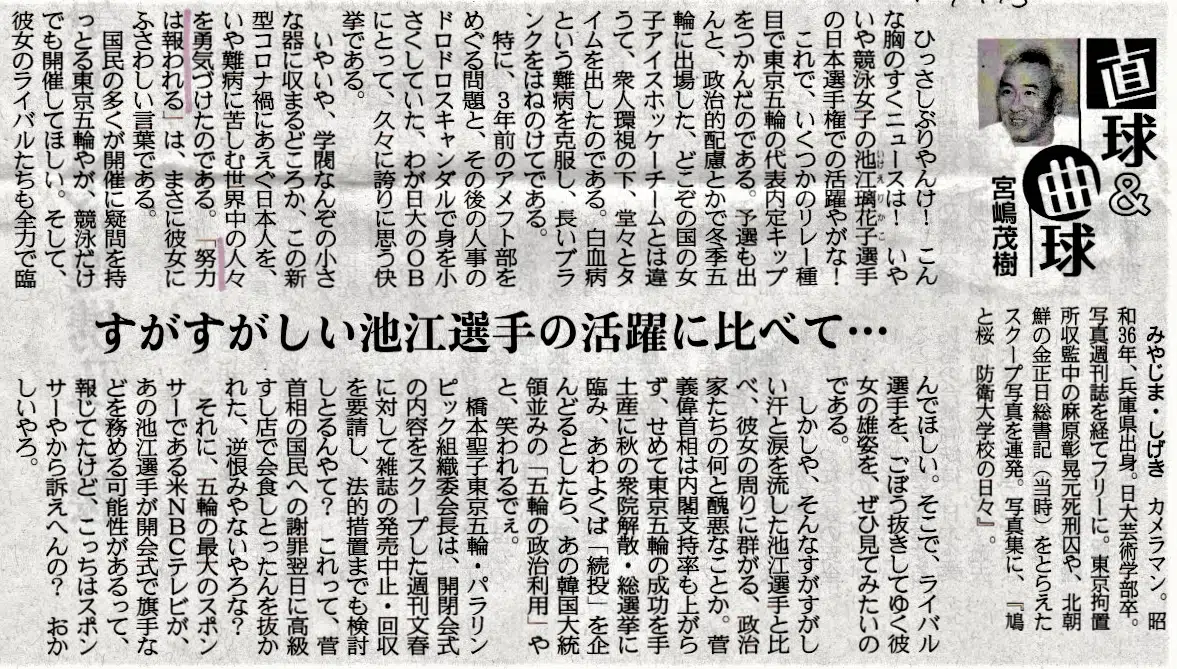 直球&
曲球
宮嶋茂樹
ひっさしぶりやんけ！　こん
な胸のすくニュースは！　いや
いや競泳女子の池江璃花子選手
の日本選手権での活躍やがな！
これで、いくつかのリレー種
目で東京五輪の代表内定キップ
をつかんだのである。予選も出
んと、政治的配慮とかで冬季五
輪に出場した、どこぞの国の女
子アイスホッケーチームとは違
うて、衆人環視の下、堂々とタ
イムを出したのである。白血病
という難病を克服し、長いブラ
ンクをはねのけてである。
特に、３年前のアメフト部を
めぐる問題と、その後の人事の
ドロドロスキャンダルで身を小
さくしていた、わが日大のＯＢ
にとって、久々に誇りに思う快
挙である。
いやいや、学閥なんぞの小さ
な器に収まるどころか、この新
型コロナ禍にあえぐ日本人を、
いや難病に苦しむ世界中の人々
を勇気づけたのである。「努力
は報われる」は、まさに彼女に
ふさわしい言葉である。
国民の多くが開催に疑問を持
っとる東京五輪やが、競泳だけ
でも開催してほしい。そして、
彼女のライバルたちも全力で臨
すがすがしい池江選手の活躍に比べて…
みやじま・しげき　カメラマン。昭
和36年、兵庫県出身。日大芸術学部卒。
写真週刊誌を経てフリーに。東京拘置
所収監中の麻原彰晃元死刑囚や、北朝
鮮の金正日総書記（当時）をとらえた
スクープ写真を連発。写真集に、『鳩
と桜　防衛大学校の日々』。
んでほしい。そこで、ライバル
選手を、ごぼう抜きしてゆく彼
女の雄姿を、ぜひ見てみたいの
である。
しかしや、そんなすがすがし
い汗と涙を流した池江選手と比
べ、彼女の周りに群がる、政治
家たちの何と醜悪なことか。菅
義偉首相は内閣支持率も上がら
ず、せめて東京五輪の成功を手
土産に秋の衆院解散・総選挙に
臨み、あわよくば「続投」を企
んどるとしたら、あの韓国大統
領並みの「五輪の政治利用」や
と、笑われるでぇ。
橋本聖子東京五輪・パラリン
ピック組織委会長は、開閉会式
の内容をスクープした週刊文春
に対して雑誌の発売中止・回収
を要請し、法的措置までも検討
しとるんやて？　これって、菅
首相の国民への謝罪翌日に高級
すし店で会食しとったんを抜か
れた、逆恨みやないやろな？
それに、五輪の最大のスポン
サーである米ＮＢＣテレビが、
あの池江選手が開会式で旗手な
どを務める可能性があるって、
報じてたけど、こっちはスポン
サーやから訴えへんの？　おか
しいやろ。